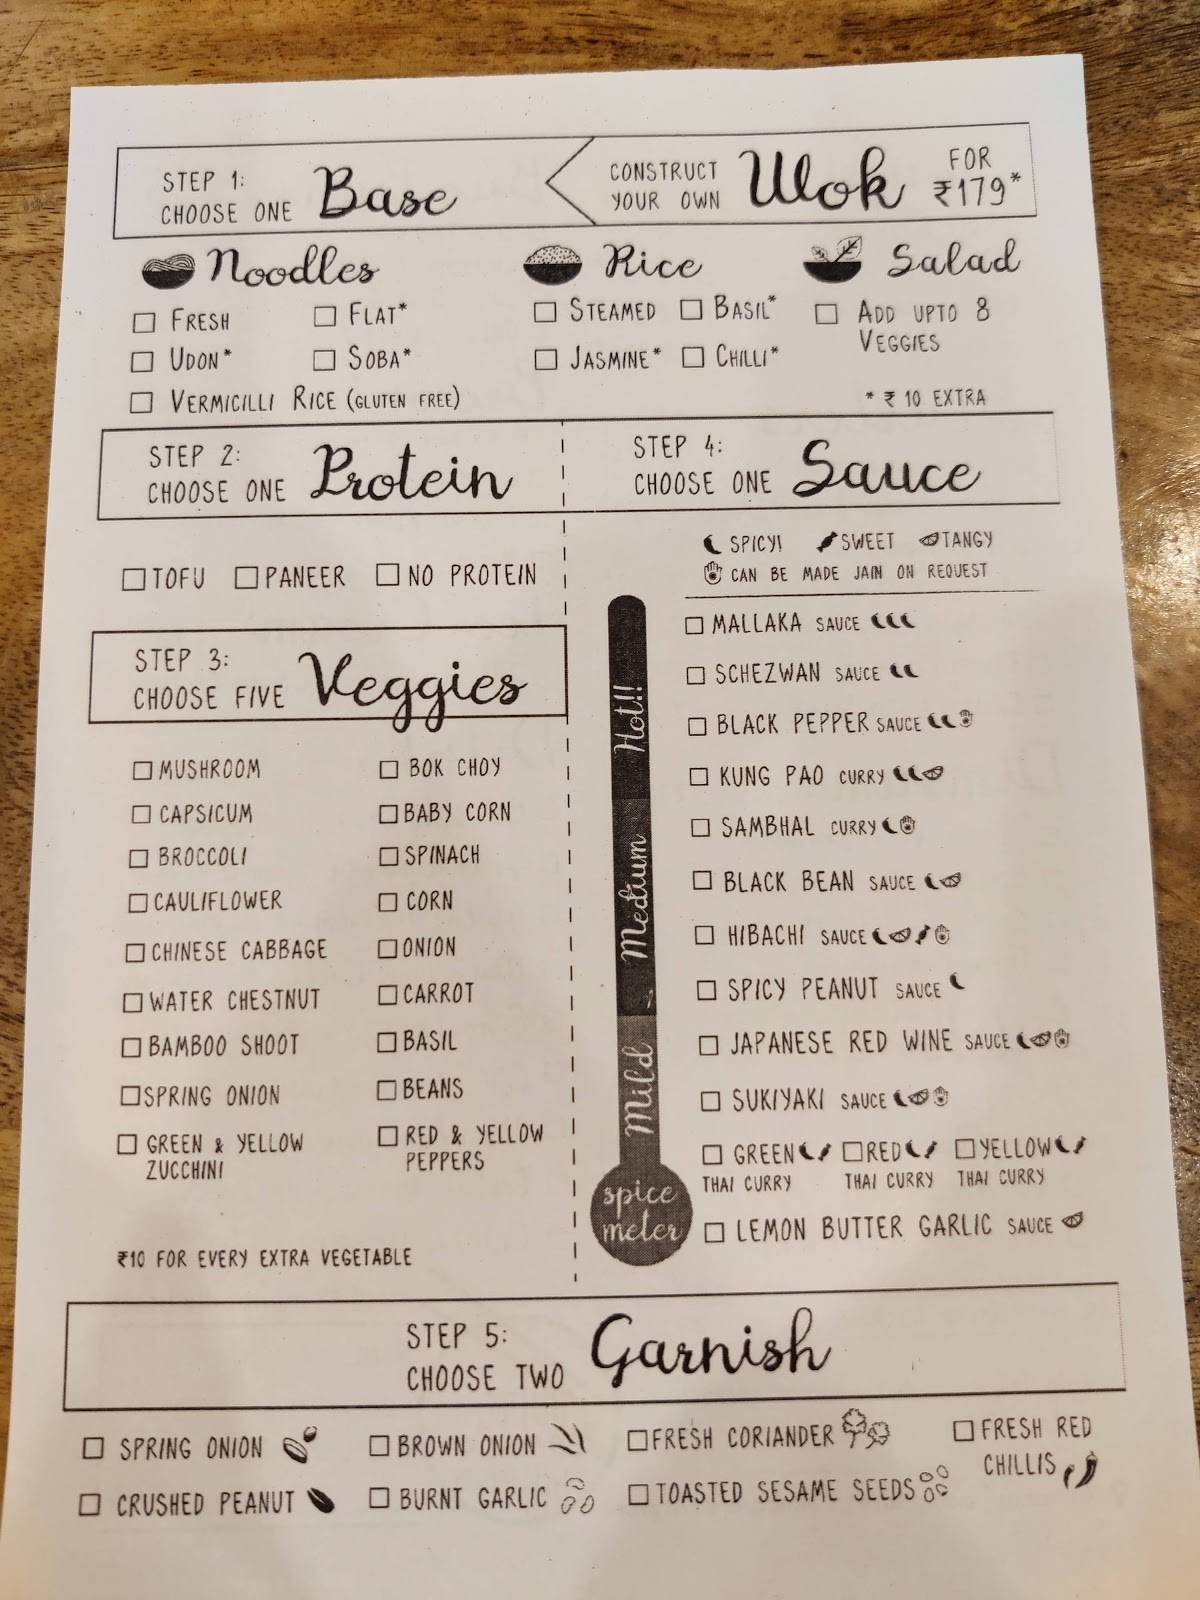 STEP 1:
CHOOSE ONE Base
CONSTRUCT
YOUR OWN Wok FOR
₹179*
Noodles
FRESH FLAT*
UDON* SOBA*
VERMICILLI RICE (GLUTEN FREE)
Rice
STEAMED BASIL*
JASMINE* CHILLI*
Salad
ADD UPTO 8
VEGGIES
* ₹ 10 EXTRA
STEP 2:
CHOOSE ONE Protein
TOFU PANEER NO PROTEIN
STEP 3:
CHOOSE FIVE Veggies
MUSHROOM BOK CHOY
CAPSICUM BABY CORN
BROCCOLI SPINACH
CAULIFLOWER CORN
CHINESE CABBAGE ONION
WATER CHESTNUT CARROT
BAMBOO SHOOT BASIL
SPRING ONION BEANS
GREEN & YELLOW
ZUCCHINI
RED & YELLOW
PEPPERS
₹10 FOR EVERY EXTRA VEGETABLE
STEP 4:
CHOOSE ONE Sauce
SPICY! SWEET TANGY
CAN BE MADE JAIN ON REQUEST
Hot!!
Medium
Mild
spice
meter
MALLAKA SAUCE
SCHEZWAN SAUCE
BLACK PEPPER SAUCE
KUNG PAO CURRY
SAMBHAL CURRY
BLACK BEAN SAUCE
HIBACHI SAUCE
SPICY PEANUT SAUCE
JAPANESE RED WINE SAUCE
SUKIYAKI SAUCE
GREEN RED YELLOW
THAI CURRY THAI CURRY THAI CURRY
LEMON BUTTER GARLIC SAUCE
STEP 5:
CHOOSE TWO Garnish
SPRING ONION BROWN ONION FRESH CORIANDER FRESH RED
CHILLIS
CRUSHED PEANUT BURNT GARLIC TOASTED SESAME SEEDS